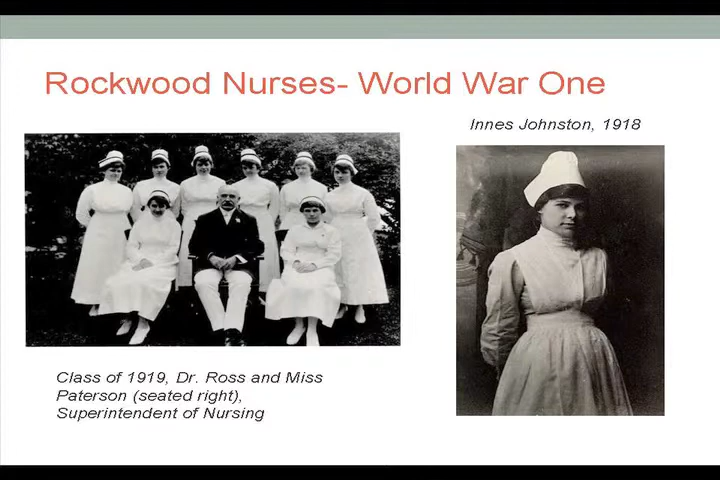 Rockwood Nurses- World War One
Innes Johnston, 1918
Class of 1919, Dr. Ross and Miss
Paterson (seated right),
Superintendent of Nursing